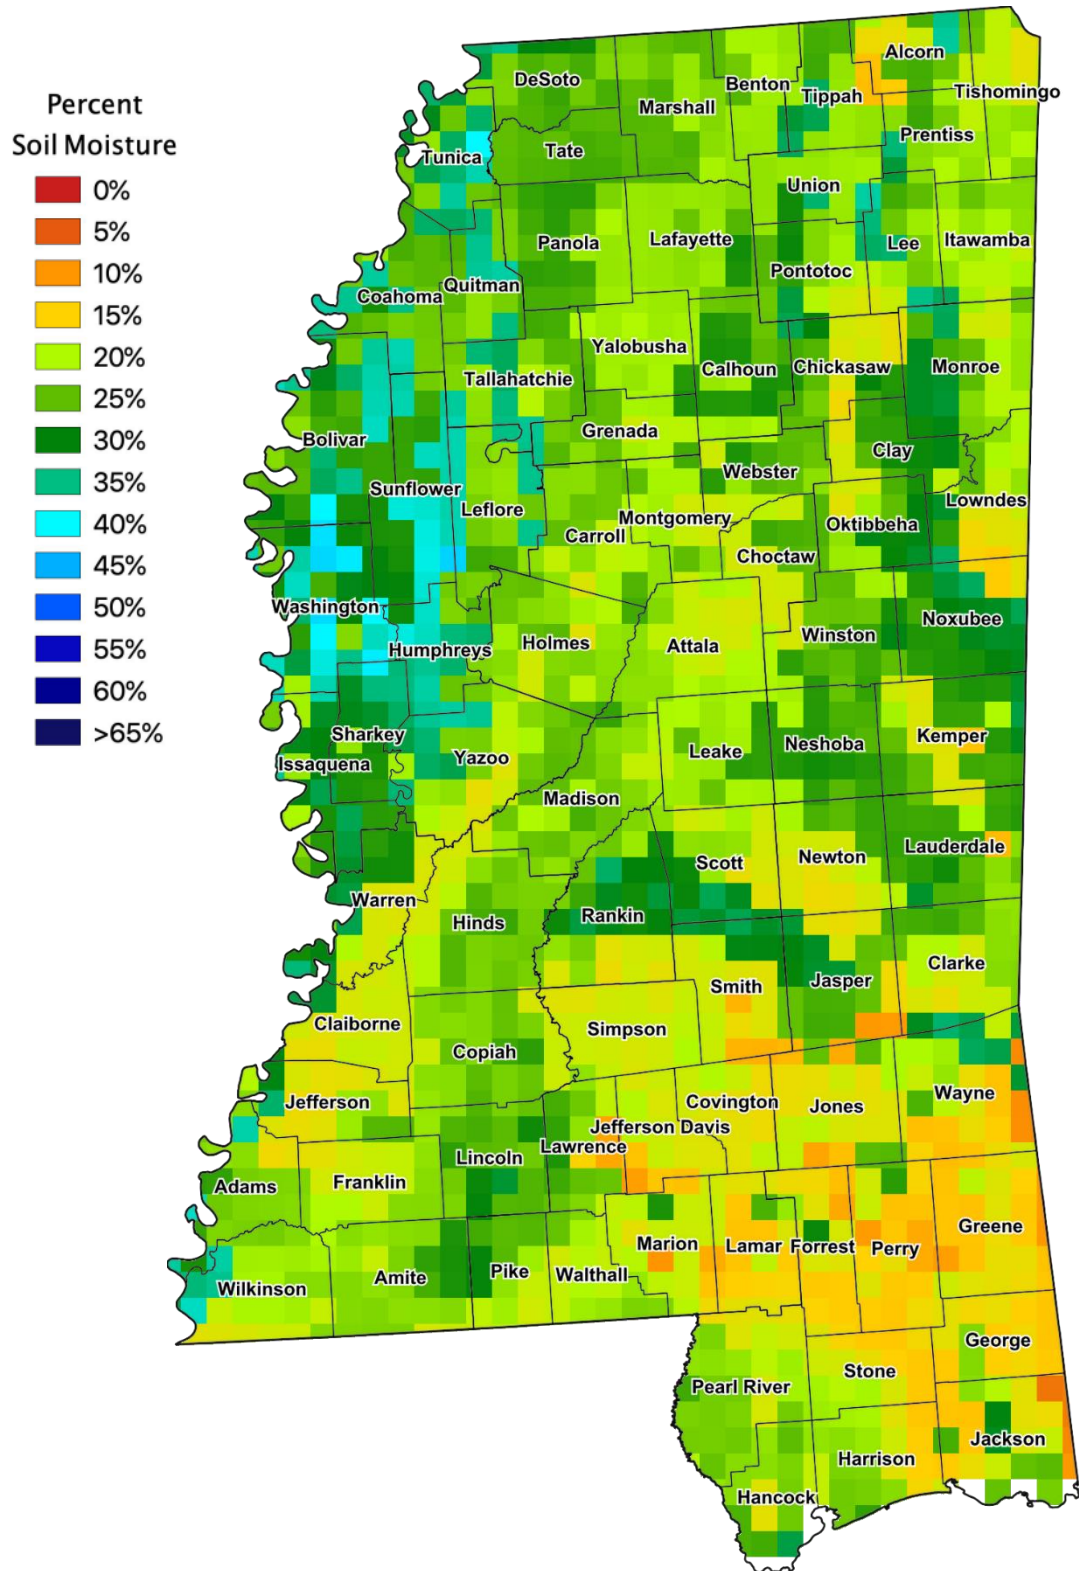 Percent
Soil Moisture
0%
5%
10%
15%
20%
25%
30%
35%
40%
45%
50%
55%
60%
>65%
Alcorn
DeSoto
Benton
Tippah
Tishomingo
Marshall
Prentiss
Tunica
Tate
Union
Panola
Lafayette
Lee
Itawamba
Pontotoc
Quitman
Coahoma
Yalobusha
Calhoun
Chickasaw
Monroe
Tallahatchie
Grenada
Bolivar
Clay
Webster
Sunflower
Leflore
Montgomery
Oktibbeha
Lowndes
Carroll
Choctaw
Washington
Noxubee
Winston
Humphreys
Holmes
Attala
Sharkey
Kemper
Neshoba
Leake
Yazoo
Issaquena
Madison
Lauderdale
Newton
Scott
Warren
Rankin
Hinds
Clarke
Jasper
Smith
Claiborne
Simpson
Copiah
Wayne
Jefferson
Covington
Jones
Jefferson Davis
Lawrence
Lincoln
Franklin
Adams
Greene
Marion
Lamar
Forrest
Perry
Pike
Walthall
Amite
Wilkinson
George
Stone
Pearl River
Jackson
Harrison
Hancock